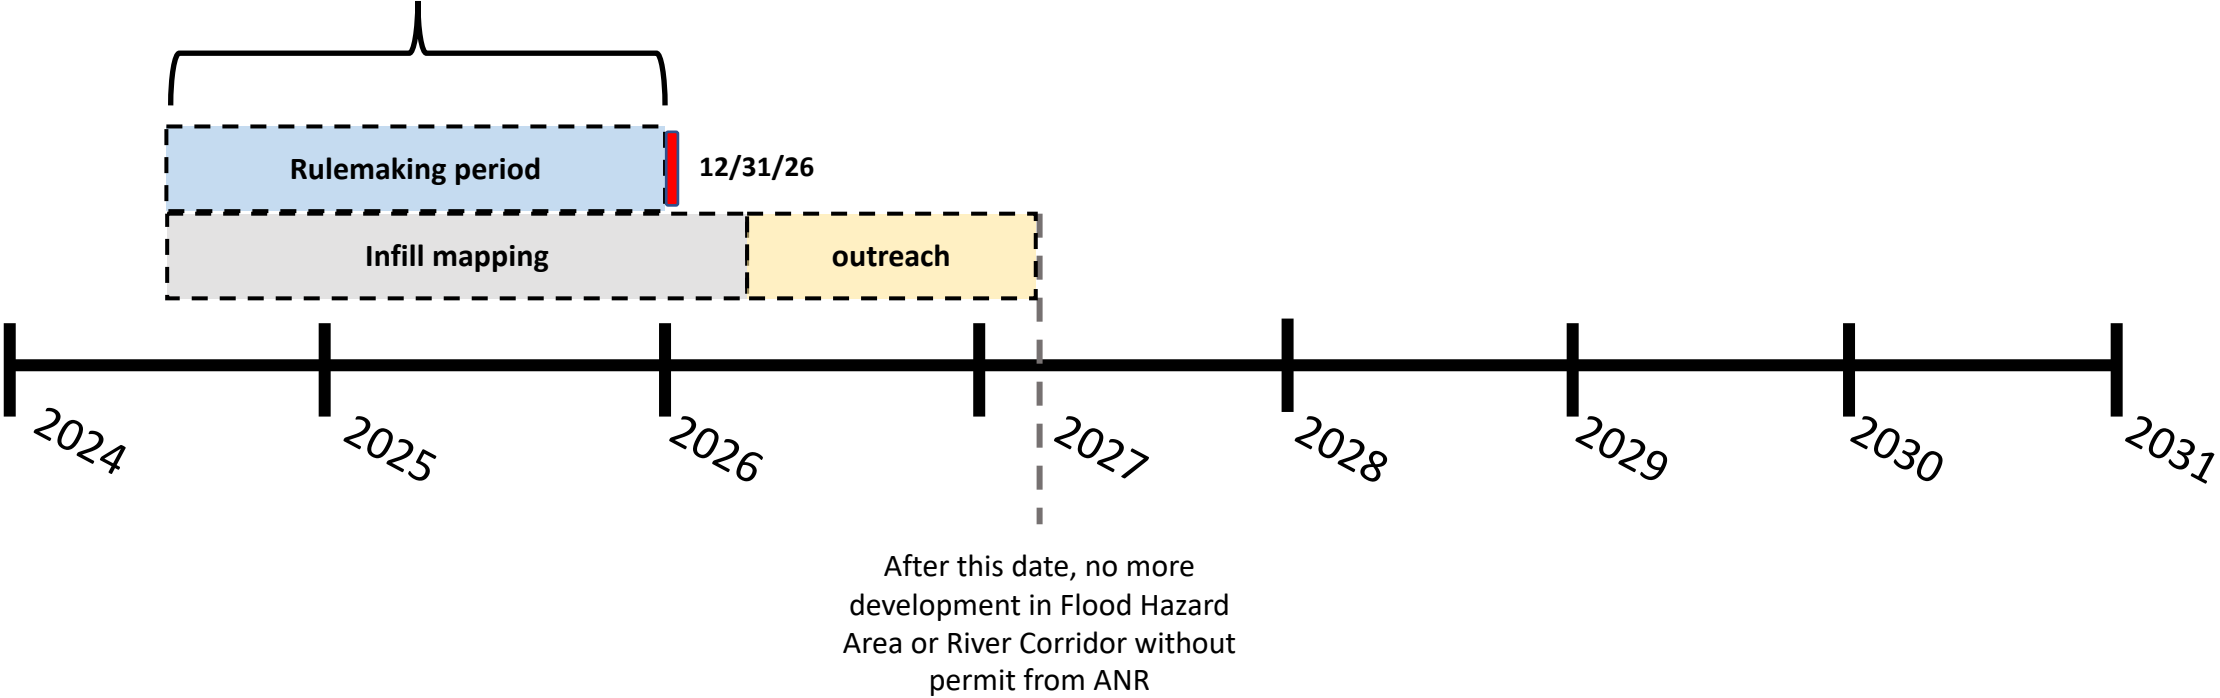 Rulemaking period
12/31/26
Infill mapping
outreach
2024
2025
2026
2027
2028
2029
2030
2031
After this date, no more
development in Flood Hazard
Area or River Corridor without
permit from ANR